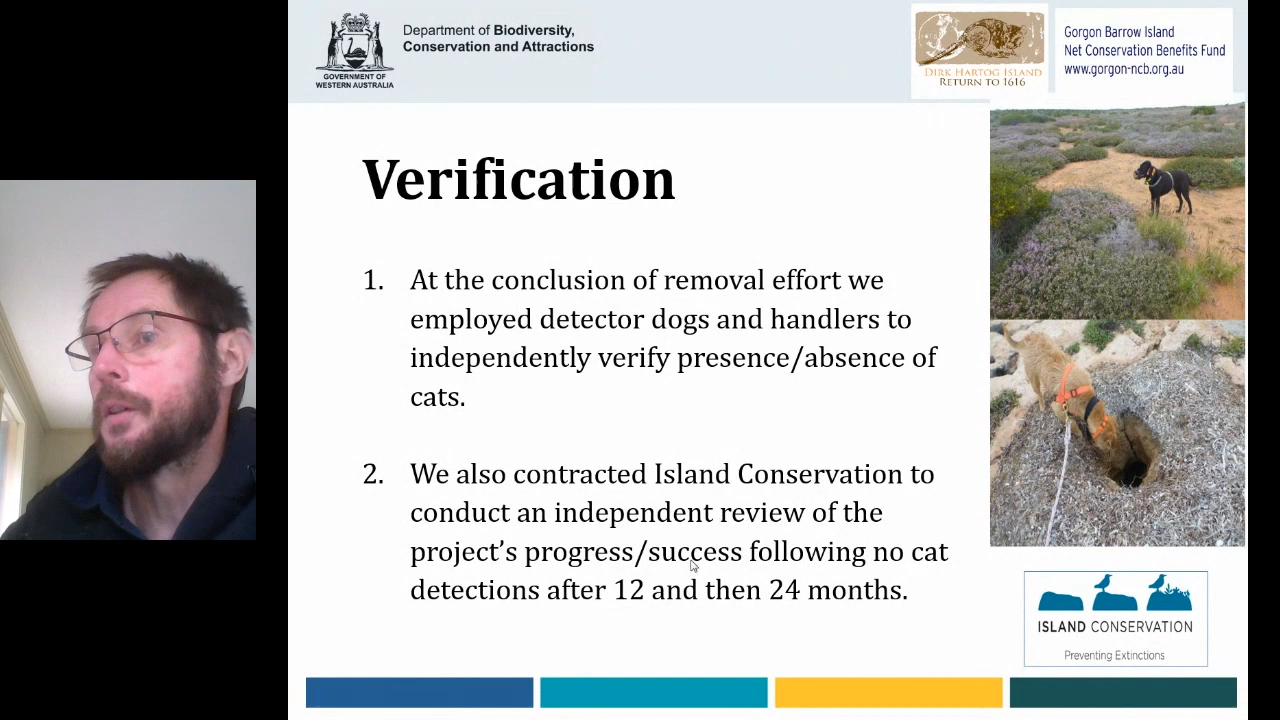 Department of Biodiversity,
Conservation and Attractions
GOVERNMENT OF
WESTERN AUSTRALIA
DIRK HARTOG ISLAND
RETURN TO 1616
Gorgon Barrow Island
Net Conservation Benefits Fund
www.gorgon-ncb.org.au
Verification
1. At the conclusion of removal effort we
employed detector dogs and handlers to
independently verify presence/absence of
cats.
2. We also contracted Island Conservation to
conduct an independent review of the
project's progress/success following no cat
detections after 12 and then 24 months.
ISLAND CONSERVATION
Preventing Extinctions